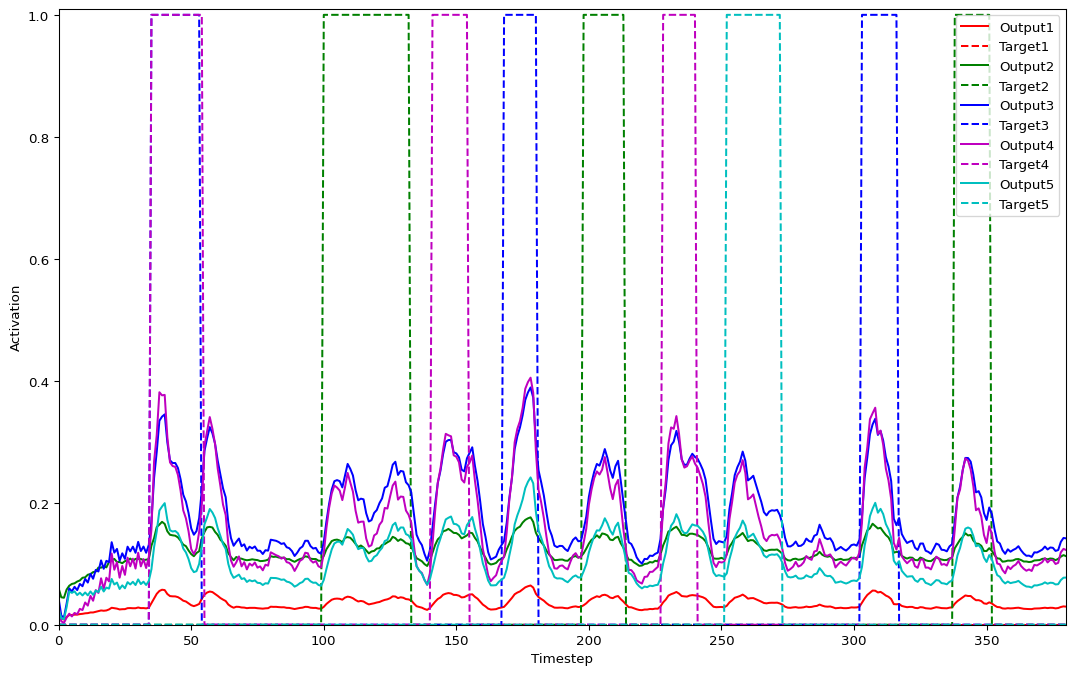 1.0
0.8
0.6
0.4
0.2
0.0
Activation
0
50
100
150
200
250
300
350
Timestep
Output1
Target1
Output2
Target2
Output3
Target3
Output4
Target4
Output5
Target5